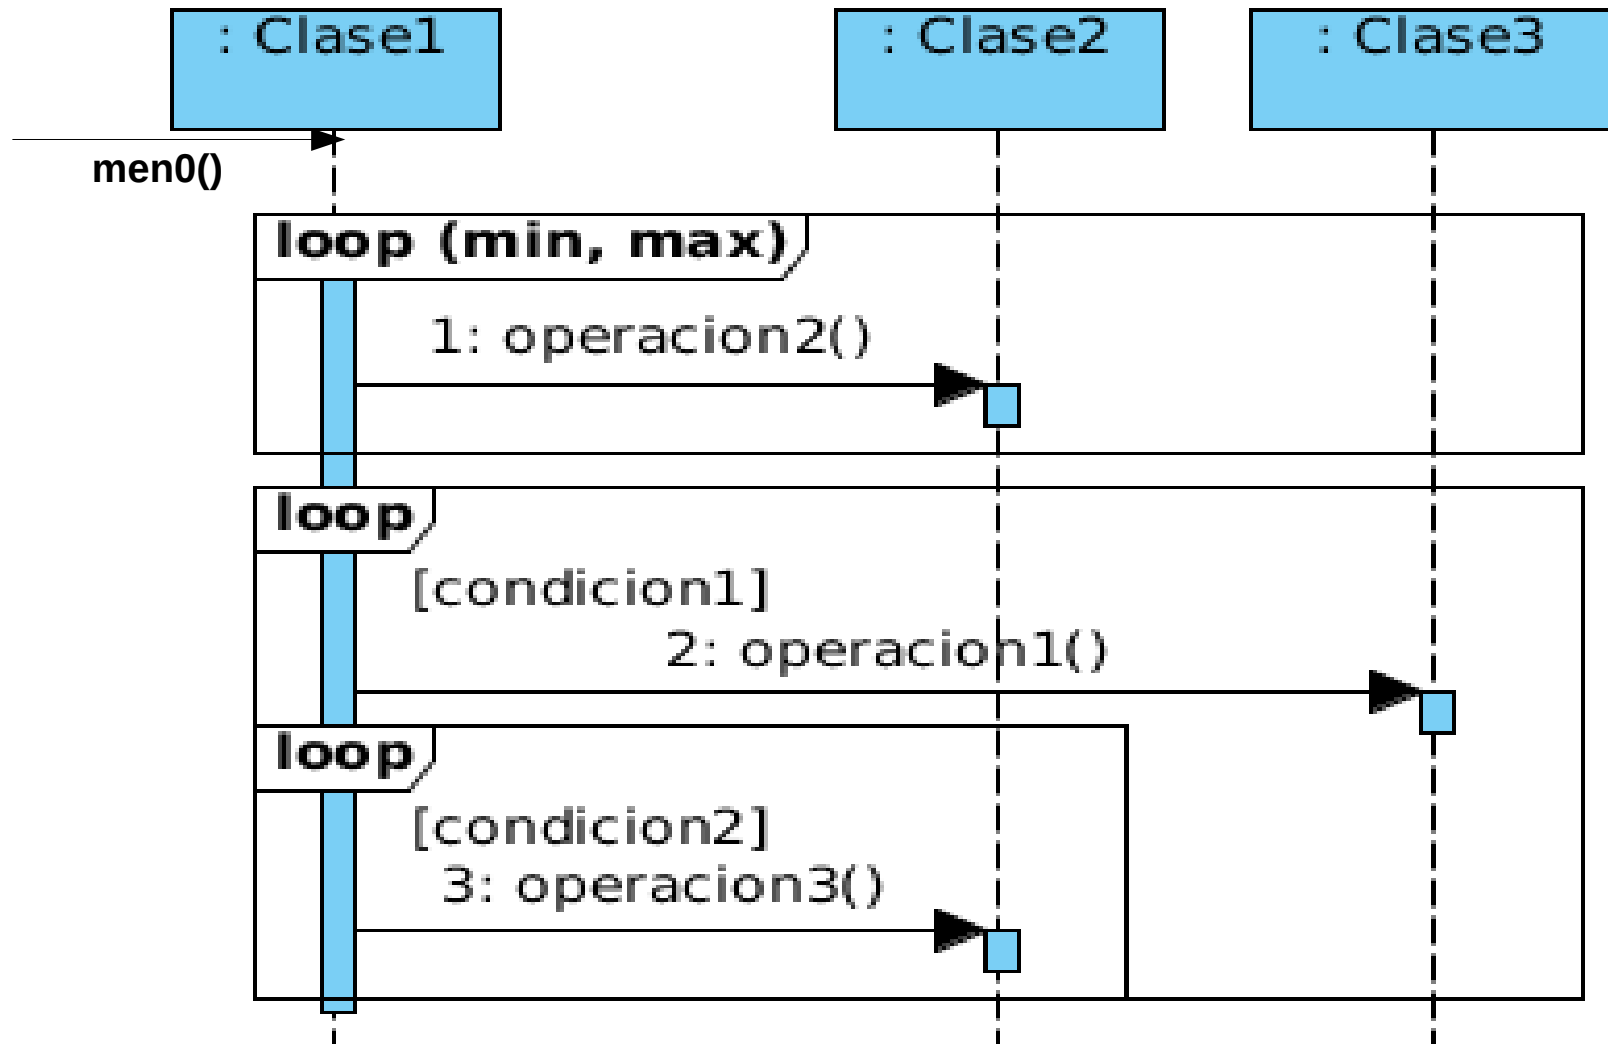 : Clase1
: Clase2
: Clase3
men0()
loop (min, max)
1: operacion2()
loop
[condicion1]
2: operacion1()
loop
[condicion2]
3: operacion3()